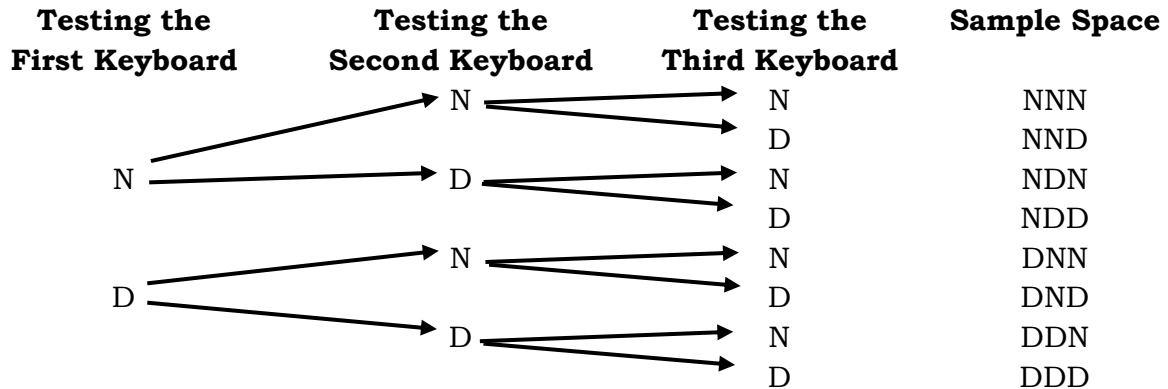 Testing the Testing the Testing the Sample Space
First Keyboard Second Keyboard Third Keyboard
N N NNN
D NND
N D N NDN
D NDD
N N DNN
D D DND
D N DDN
D DDD